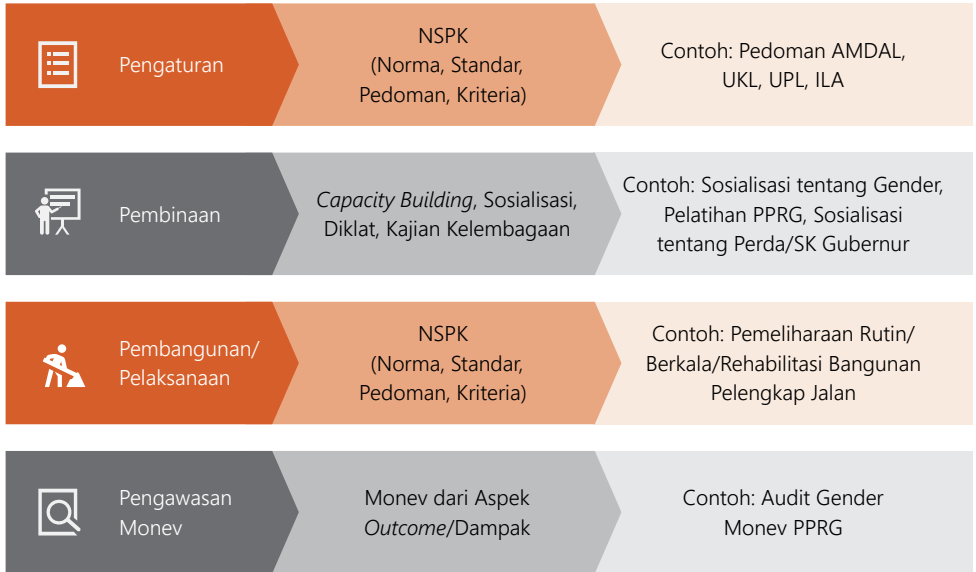 Pengaturan
NSPK
(Norma, Standar,
Pedoman, Kriteria)
Contoh: Pedoman AMDAL,
UKL, UPL, ILA
Pembinaan
Capacity Building, Sosialisasi,
Diklat, Kajian Kelembagaan
Contoh: Sosialisasi tentang Gender,
Pelatihan PPRG, Sosialisasi
tentang Perda/SK Gubernur
Pembangunan/
Pelaksanaan
NSPK
(Norma, Standar,
Pedoman, Kriteria)
Contoh: Pemeliharaan Rutin/
Berkala/Rehabilitasi Bangunan
Pelengkap Jalan
Pengawasan
Monev
Monev dari Aspek
Outcome/Dampak
Contoh: Audit Gender
Monev PPRG